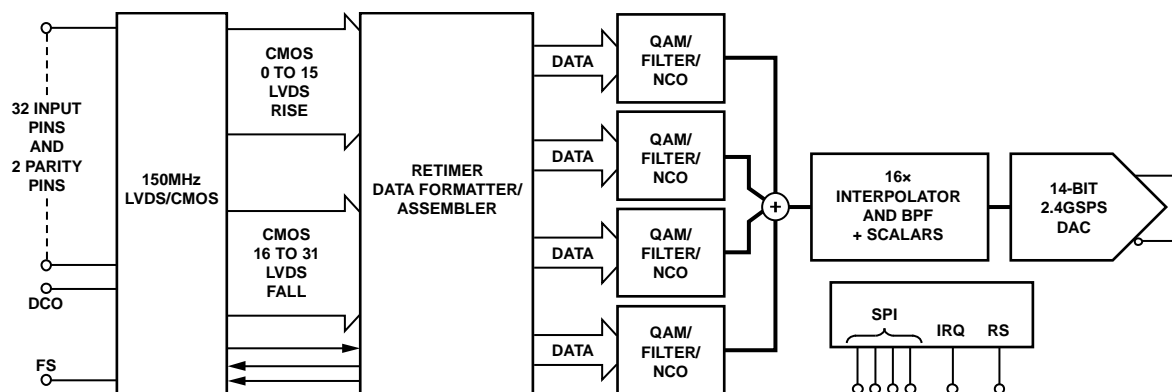 32 INPUT
PINS
AND
2 PARITY
PINS
DCO
FS
150MHz
LVDS/CMOS
CMOS
0 TO 15
LVDS
RISE
CMOS
16 TO 31
LVDS
FALL
RETIMER
DATA FORMATTER/
ASSEMBLER
DATA
QAM/
FILTER/
NCO
DATA
QAM/
FILTER/
NCO
DATA
QAM/
FILTER/
NCO
DATA
QAM/
FILTER/
NCO
+
16×
INTERPOLATOR
AND BPF
+ SCALARS
14-BIT
2.4GSPS
DAC
SPI
IRQ
RS